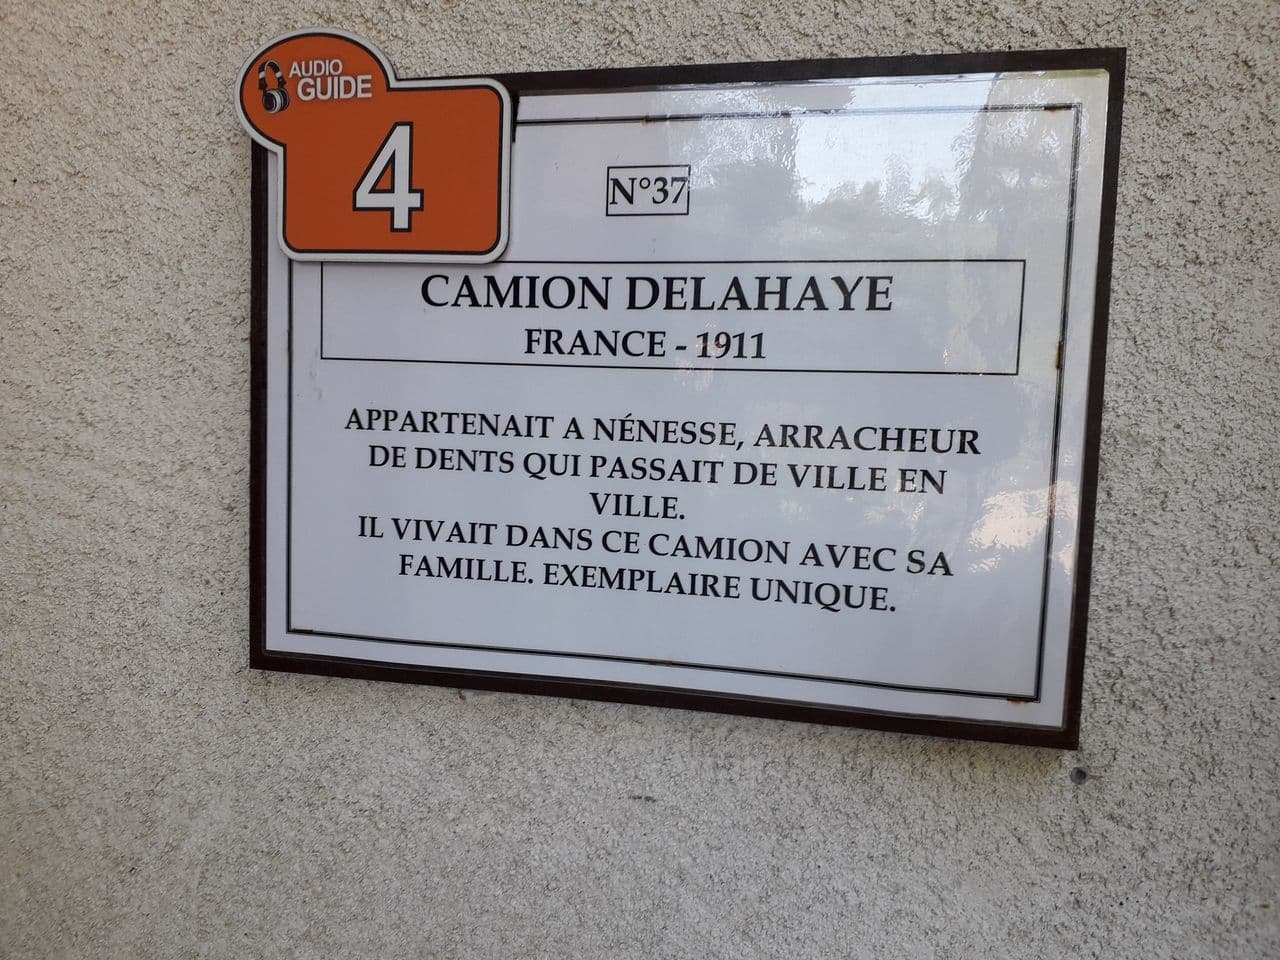 AUDIO
GUIDE
4
N°37
CAMION DELAHAYE
FRANCE - 1911
APPARTENAIT A NÉNESSE, ARRACHEUR
DE DENTS QUI PASSAIT DE VILLE EN
VILLE.
IL VIVAIT DANS CE CAMION AVEC SA
FAMILLE. EXEMPLAIRE UNIQUE.